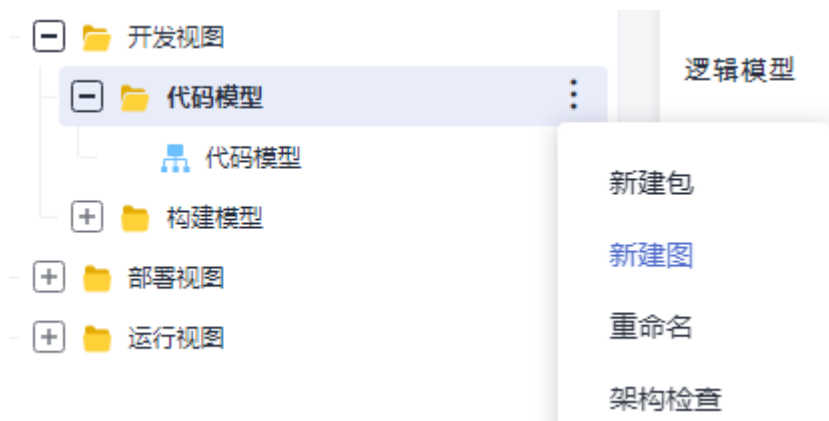 开发视图
代码模型
代码模型
构建模型
部署视图
运行视图
逻辑模型
新建包
新建图
重命名
架构检查